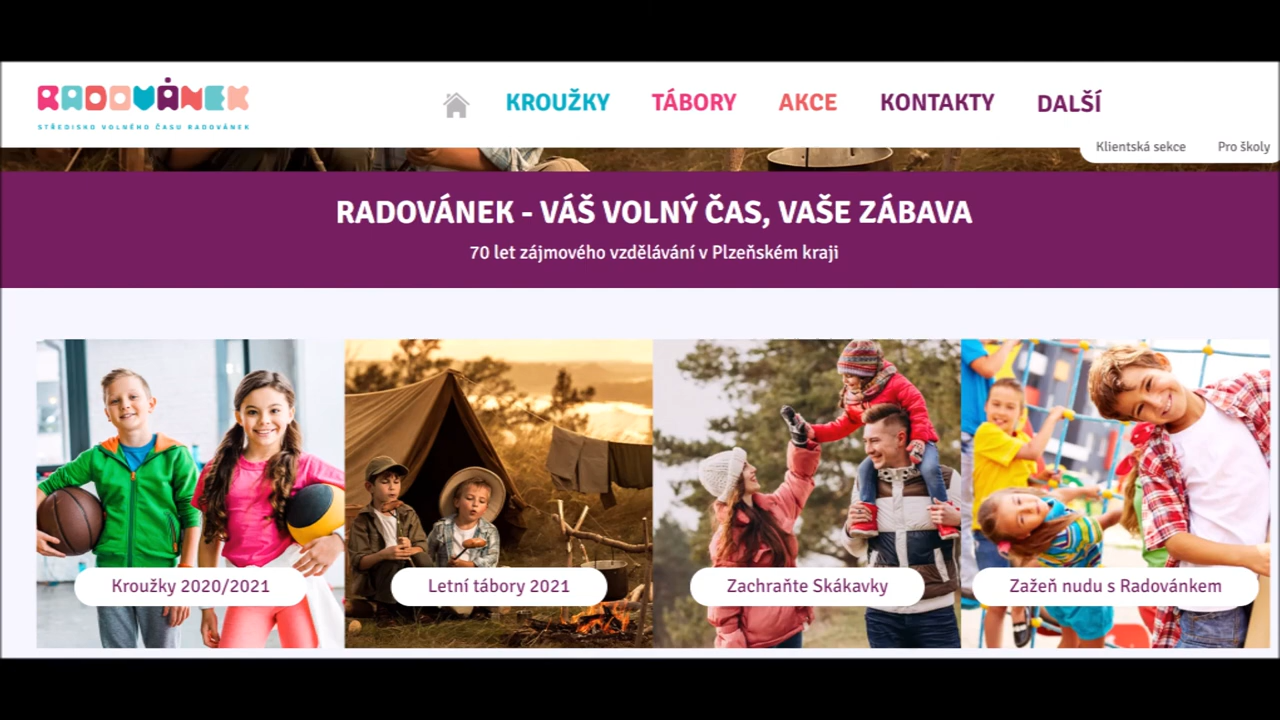 RADOVÁNEK
STŘEDISKO VOLNÉHO ČASU RADOVÁNEK
KROUŽKY TÁBORY AKCE KONTAKTY DALŠÍ
Klientská sekce Pro školy
RADOVÁNEK - VÁŠ VOLNÝ ČAS, VAŠE ZÁBAVA
70 let zájmového vzdělávání v Plzeňském kraji
Kroužky 2020/2021
Letní tábory 2021
Zachraňte Skákavky
Zažeň nudu s Radovánkem